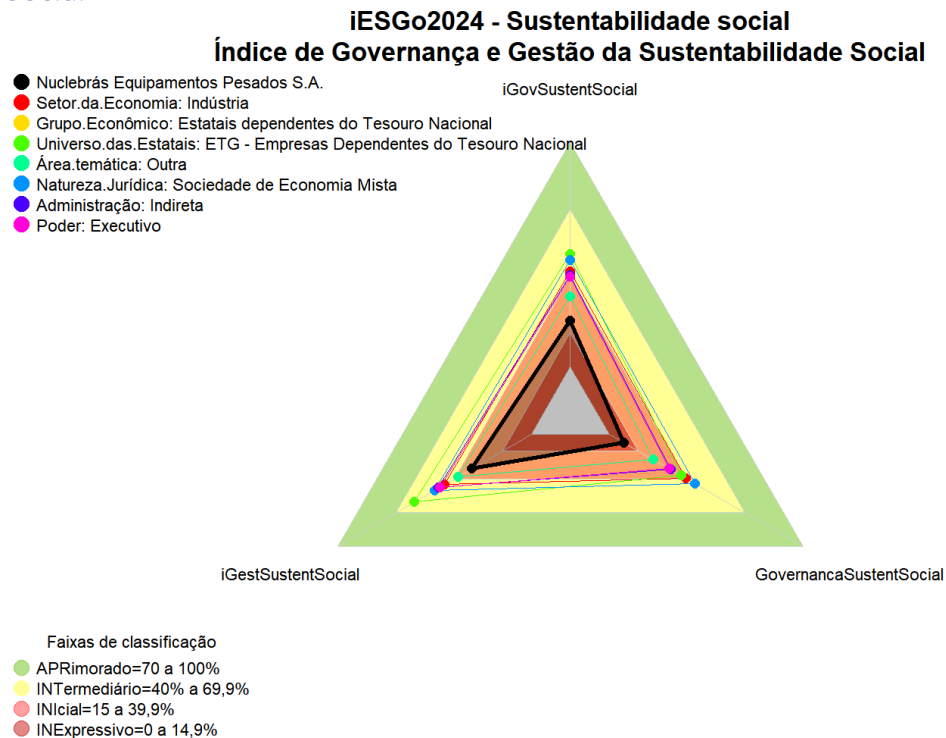 iESGo2024 - Sustentabilidade social
Índice de Governança e Gestão da Sustentabilidade Social
Nuclebrás Equipamentos Pesados S.A.
Setor.da.Economia: Indústria
Grupo.Econômico: Estatais dependentes do Tesouro Nacional
Universo.das.Estatais: ETG - Empresas Dependentes do Tesouro Nacional
Área.temática: Outra
Natureza.Jurídica: Sociedade de Economia Mista
Administração: Indireta
Poder: Executivo
iGovSustentSocial
iGestSustentSocial
GovernancaSustentSocial
Faixas de classificação
APRimorado=70 a 100%
INTermediário=40% a 69,9%
INIcial=15 a 39,9%
INExpressivo=0 a 14,9%